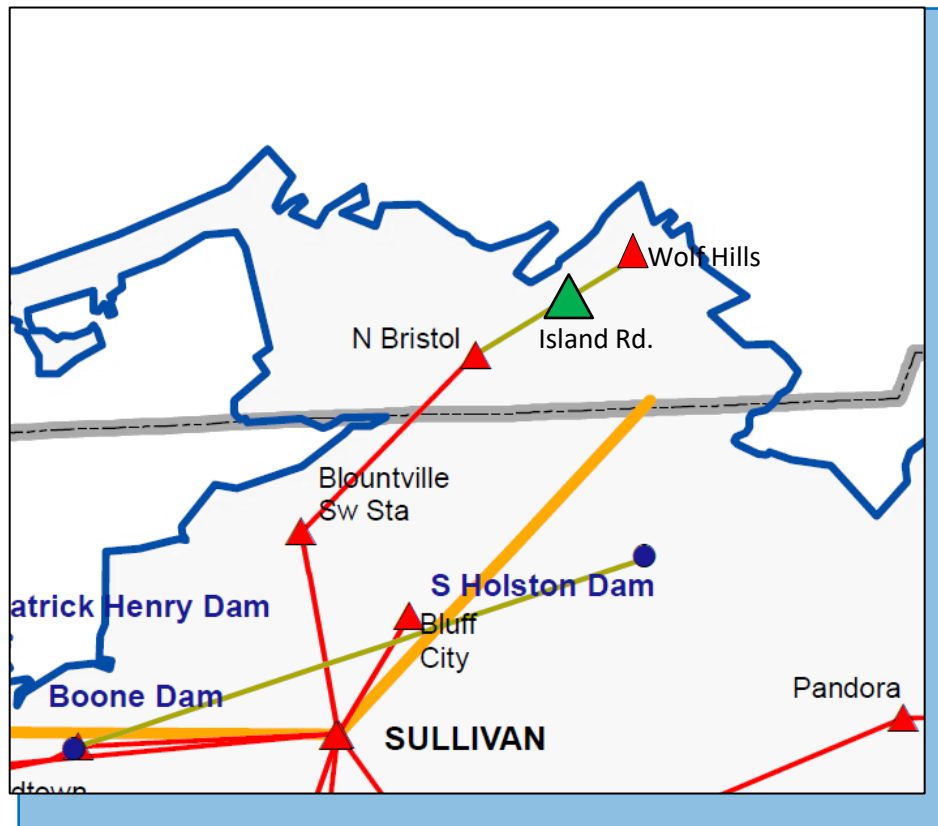 Wolf Hills
N Bristol
Island Rd.
Blountville
Sw Sta
S Holston Dam
atrick Henry Dam
Bluff
City
Boone Dam
Pandora
SULLIVAN
dtown